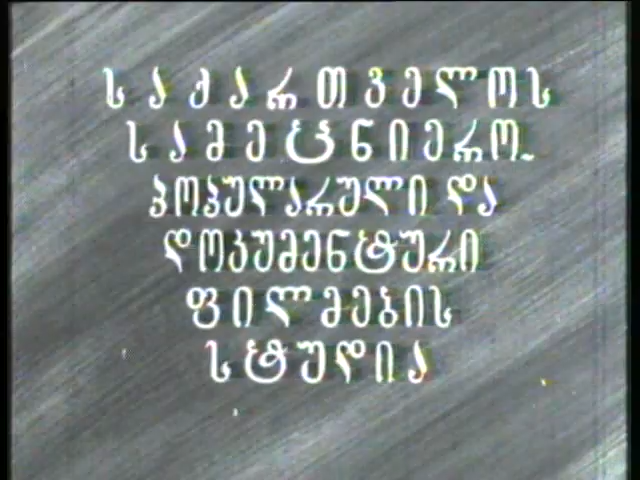 საქართველოს
სამეცნიერო-
პოპულარული და
დოკუმენტური
ფილმების
სტუდია